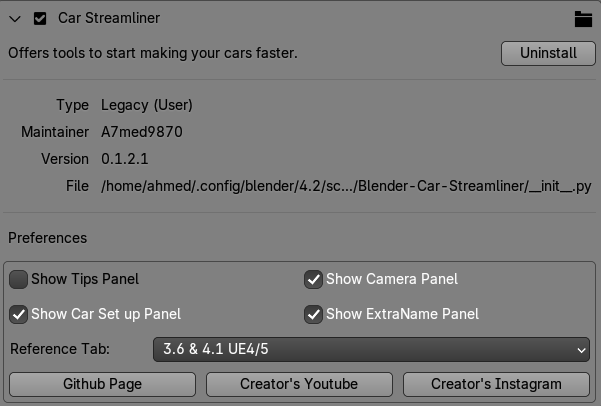 Car Streamliner
Offers tools to start making your cars faster. Uninstall
Type Legacy (User)
Maintainer A7med9870
Version 0.1.2.1
File /home/ahmed/.config/blender/4.2/sc.../Blender-Car-Streamliner/__init__.py
Preferences
Show Tips Panel Show Camera Panel
Show Car Set up Panel Show ExtraName Panel
Reference Tab: 3.6 & 4.1 UE4/5
Github Page Creator's Youtube Creator's Instagram